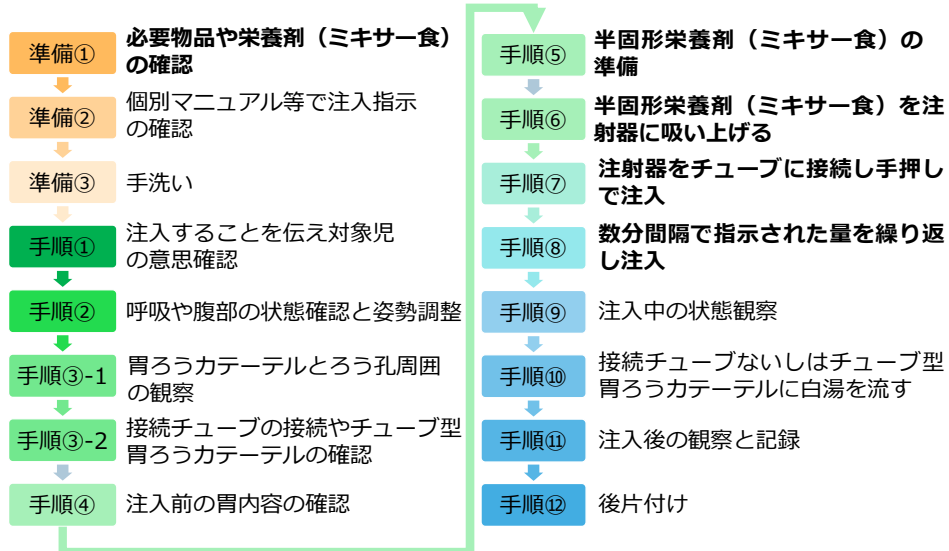 準備①
必要物品や栄養剤（ミキサー食）
の確認
準備②
個別マニュアル等で注入指示
の確認
準備③
手洗い
手順①
注入することを伝え対象児
の意思確認
手順②
呼吸や腹部の状態確認と姿勢調整
手順③-1
胃ろうカテーテルとろう孔周囲
の観察
手順③-2
接続チューブの接続やチューブ型
胃ろうカテーテルの確認
手順④
注入前の胃内容の確認
手順⑤
半固形栄養剤（ミキサー食）の
準備
手順⑥
半固形栄養剤（ミキサー食）を注
射器に吸い上げる
手順⑦
注射器をチューブに接続し手押し
で注入
手順⑧
数分間隔で指示された量を繰り返
し注入
手順⑨
注入中の状態観察
手順⑩
接続チューブないしはチューブ型
胃ろうカテーテルに白湯を流す
手順⑪
注入後の観察と記録
手順⑫
後片付け